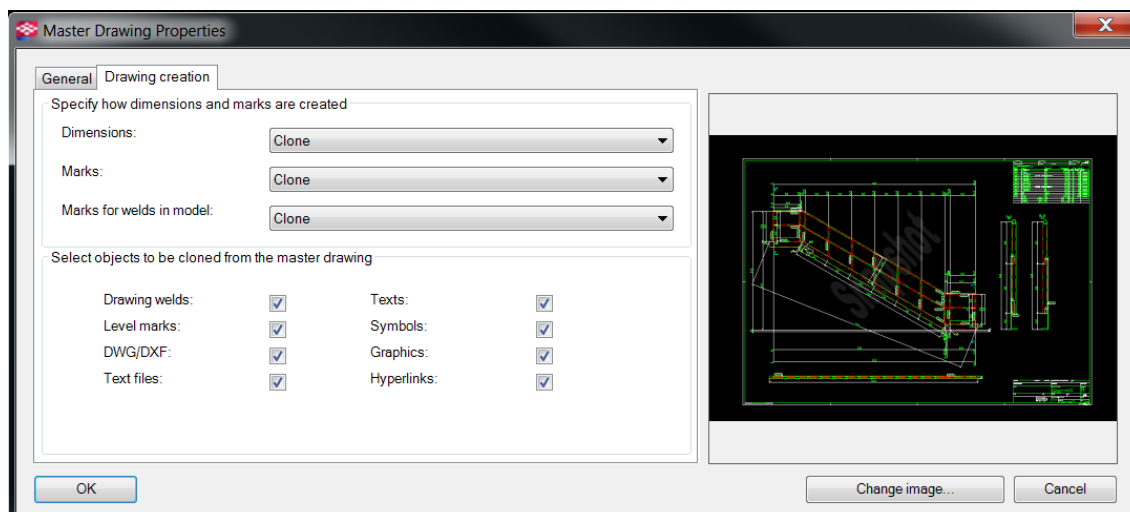 Master Drawing Properties
General Drawing creation
Specify how dimensions and marks are created
Dimensions: Clone
Marks: Clone
Marks for welds in model: Clone
Select objects to be cloned from the master drawing
Drawing welds: Texts:
Level marks: Symbols:
DWG/DXF: Graphics:
Text files: Hyperlinks:
Snapshot
OK Change image... Cancel